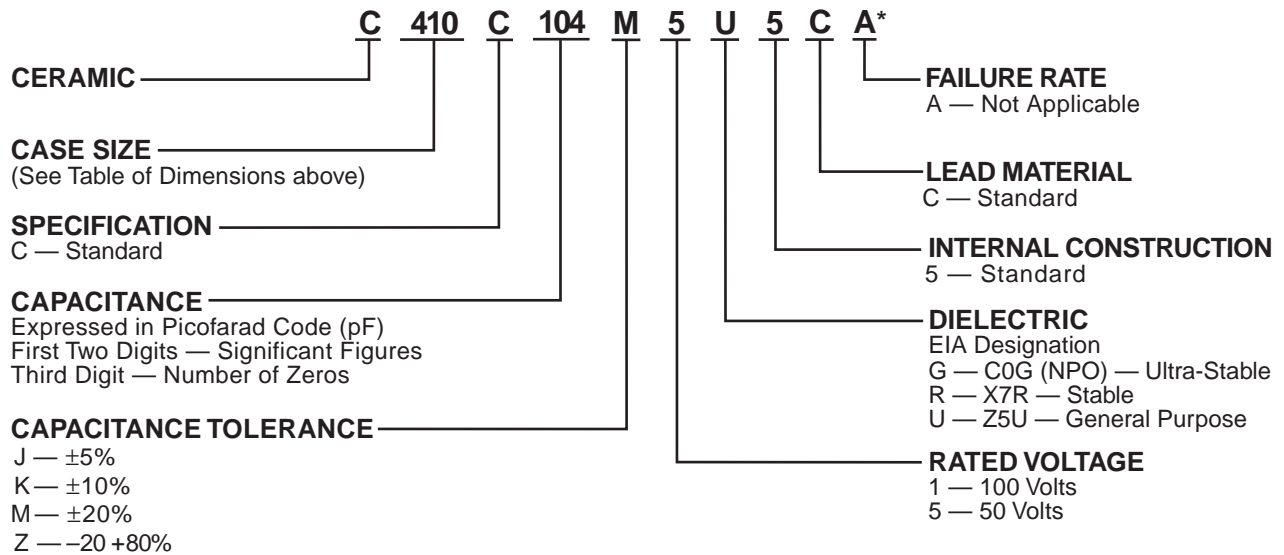 C 410 C 104 M 5 U 5 C A*
CERAMIC
CASE SIZE
(See Table of Dimensions above)
SPECIFICATION
C — Standard
CAPACITANCE
Expressed in Picofarad Code (pF)
First Two Digits — Significant Figures
Third Digit — Number of Zeros
CAPACITANCE TOLERANCE
J — ±5%
K — ±10%
M — ±20%
Z — –20 +80%
FAILURE RATE
A — Not Applicable
LEAD MATERIAL
C — Standard
INTERNAL CONSTRUCTION
5 — Standard
DIELECTRIC
EIA Designation
G — C0G (NPO) — Ultra-Stable
R — X7R — Stable
U — Z5U — General Purpose
RATED VOLTAGE
1 — 100 Volts
5 — 50 Volts